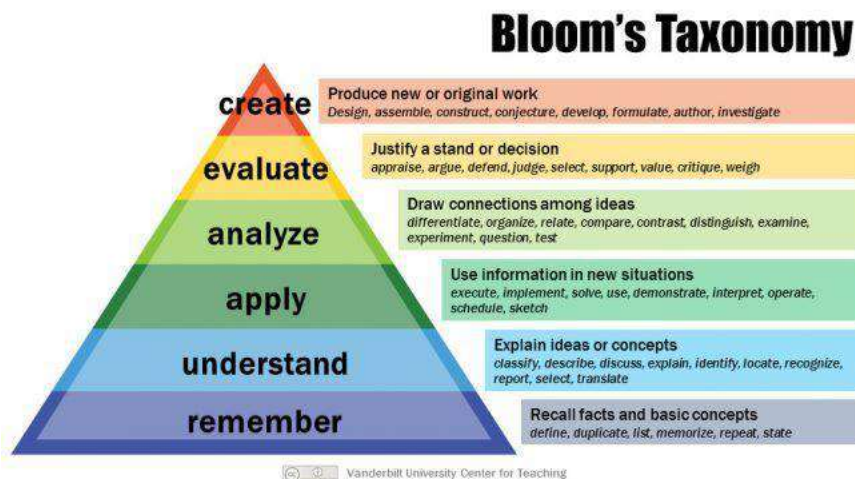 Bloom's Taxonomy
create
Produce new or original work
Design, assemble, construct, conjecture, develop, formulate, author, investigate
evaluate
Justify a stand or decision
appraise, argue, defend, judge, select, support, value, critique, weigh
analyze
Draw connections among ideas
differentiate, organize, relate, compare, contrast, distinguish, examine,
experiment, question, test
apply
Use information in new situations
execute, implement, solve, use, demonstrate, interpret, operate,
schedule, sketch
understand
Explain ideas or concepts
classify, describe, discuss, explain, identify, locate, recognize,
report, select, translate
remember
Recall facts and basic concepts
define, duplicate, list, memorize, repeat, state
cc Vanderbilt University Center for Teaching